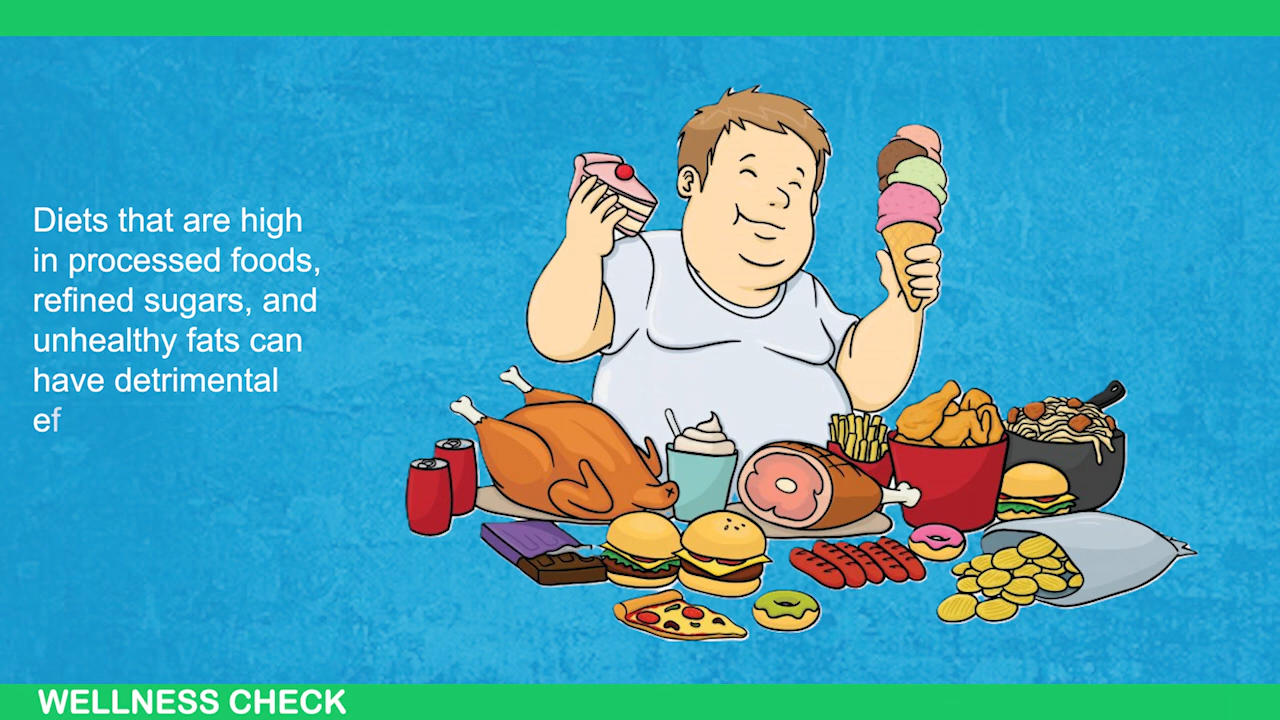 Diets that are high
in processed foods,
refined sugars, and
unhealthy fats can
have detrimental
ef
WELLNESS CHECK